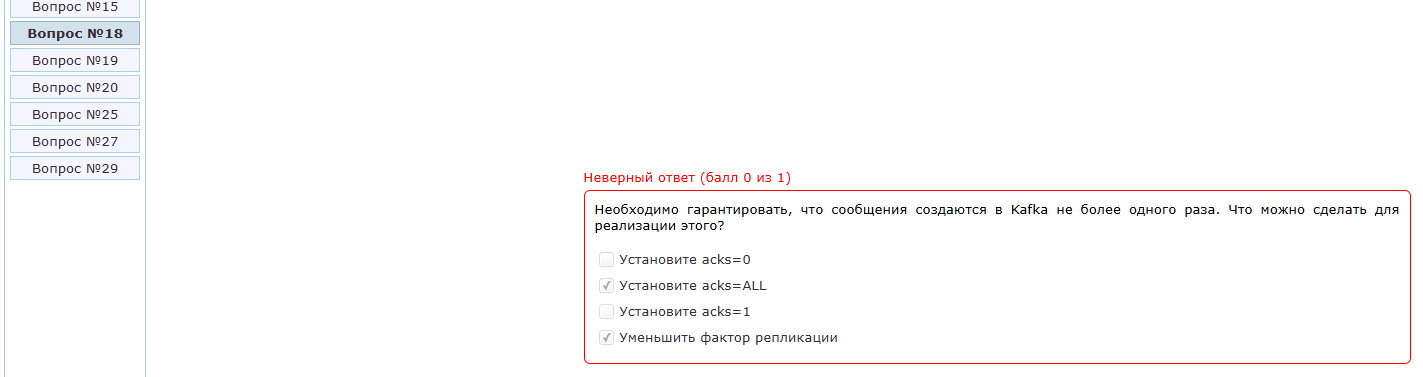 Вопрос №15
Вопрос №18
Вопрос №19
Вопрос №20
Вопрос №25
Вопрос №27
Вопрос №29
Неверный ответ (балл 0 из 1)
Необходимо гарантировать, что сообщения создаются в Kafka не более одного раза. Что можно сделать для
реализации этого?
Установите acks=0
Установите acks=ALL
Установите acks=1
Уменьшить фактор репликации